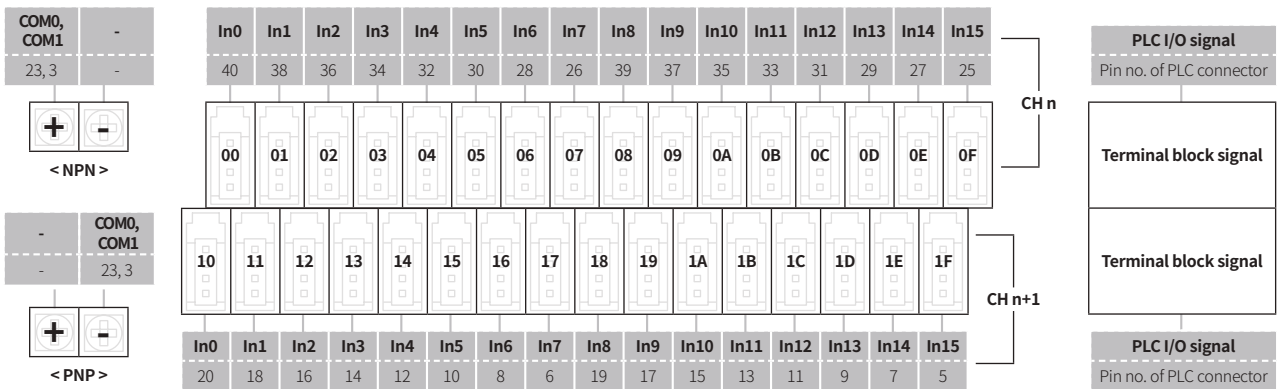 COM0, COM1 -
23, 3 -
+ -
< NPN >
In0 In1 In2 In3 In4 In5 In6 In7 In8 In9 In10 In11 In12 In13 In14 In15
40 38 36 34 32 30 28 26 39 37 35 33 31 29 27 25
CH n
00 01 02 03 04 05 06 07 08 09 0A 0B 0C 0D 0E 0F
PLC I/O signal
Pin no. of PLC connector
Terminal block signal
- COM0, COM1
- 23, 3
+ -
< PNP >
10 11 12 13 14 15 16 17 18 19 1A 1B 1C 1D 1E 1F
CH n+1
In0 In1 In2 In3 In4 In5 In6 In7 In8 In9 In10 In11 In12 In13 In14 In15
20 18 16 14 12 10 8 6 19 17 15 13 11 9 7 5
Terminal block signal
PLC I/O signal
Pin no. of PLC connector